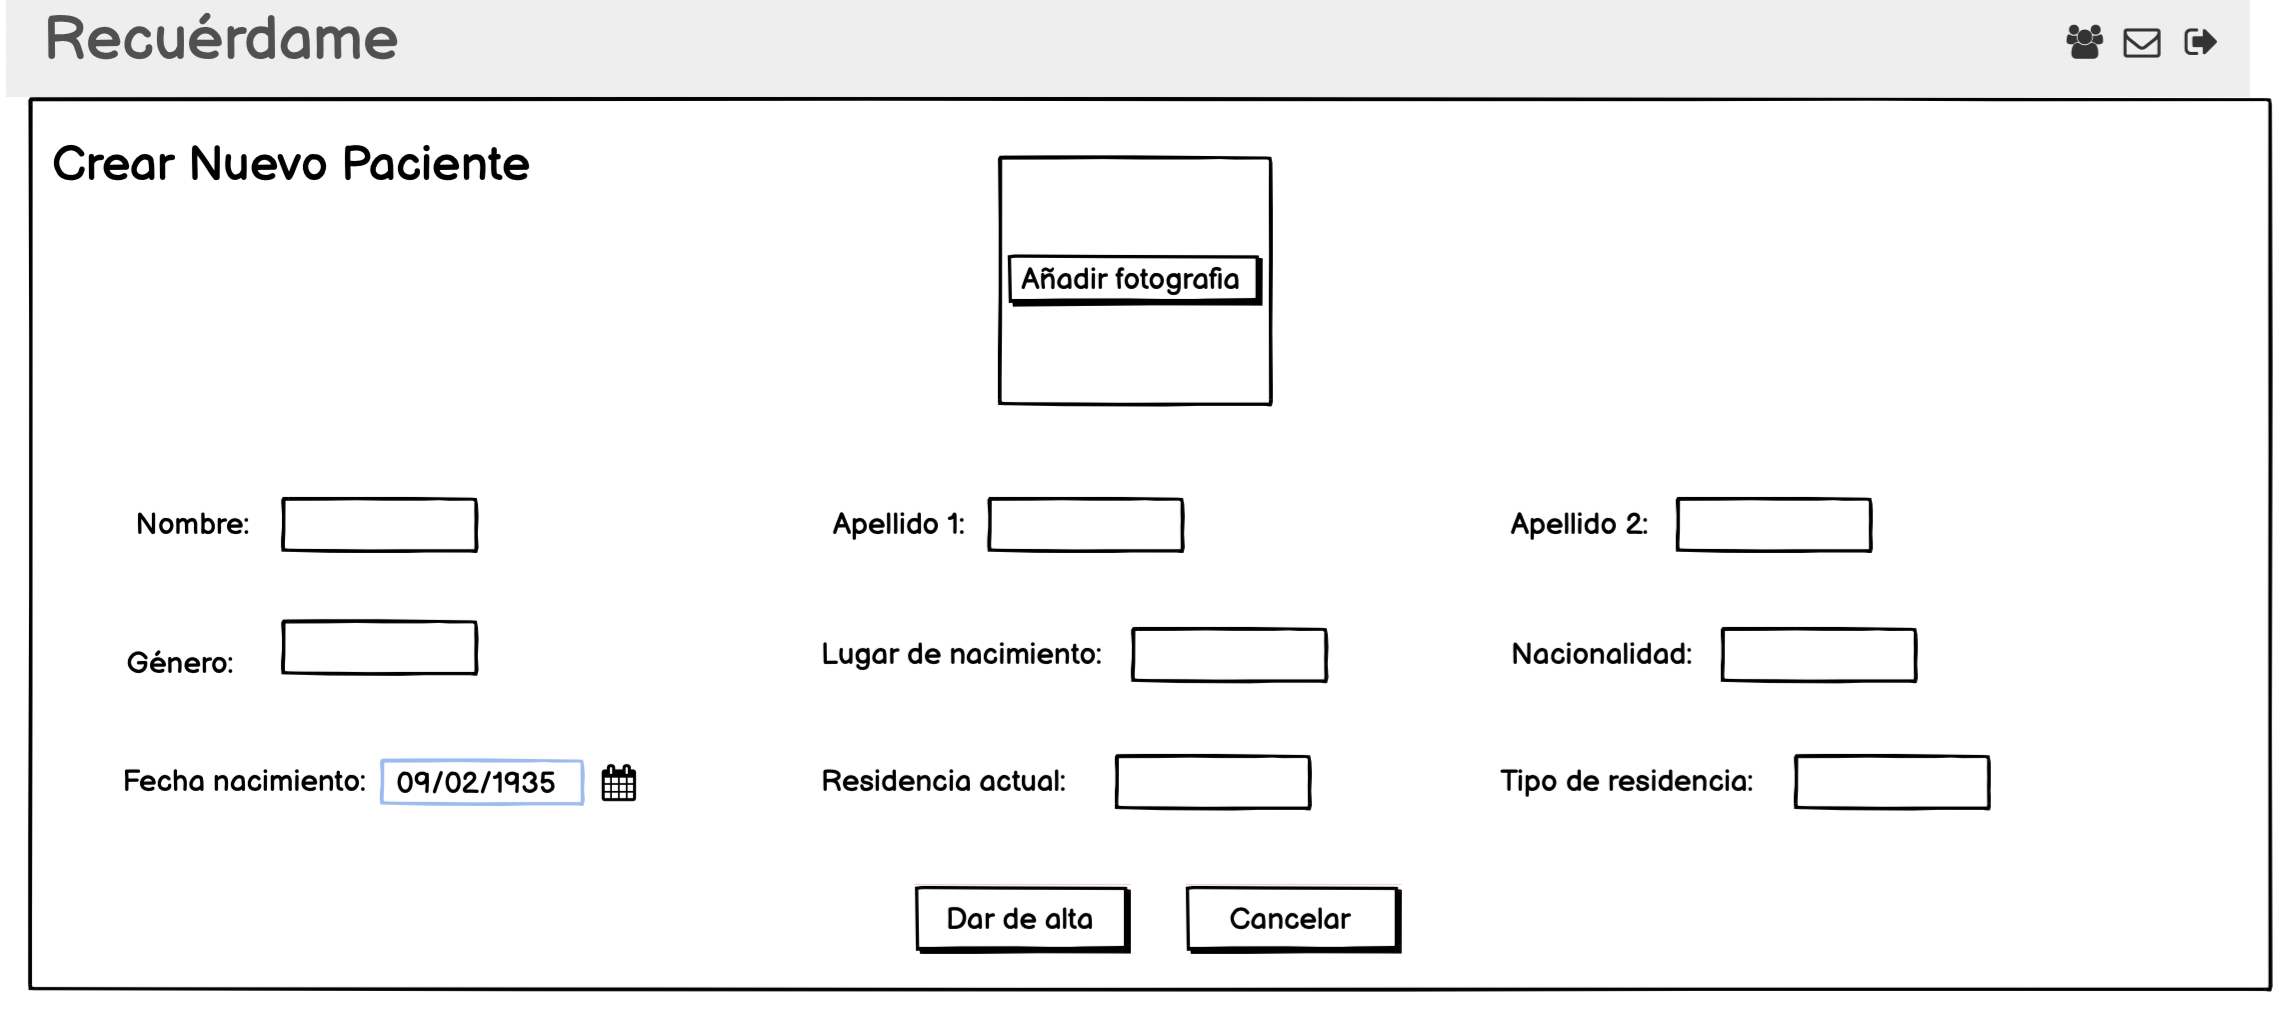 Recuérdame
Crear Nuevo Paciente
Añadir fotografia
Nombre:
Apellido 1:
Apellido 2:
Género:
Lugar de nacimiento:
Nacionalidad:
Fecha nacimiento: 09/02/1935
Residencia actual:
Tipo de residencia:
Dar de alta
Cancelar